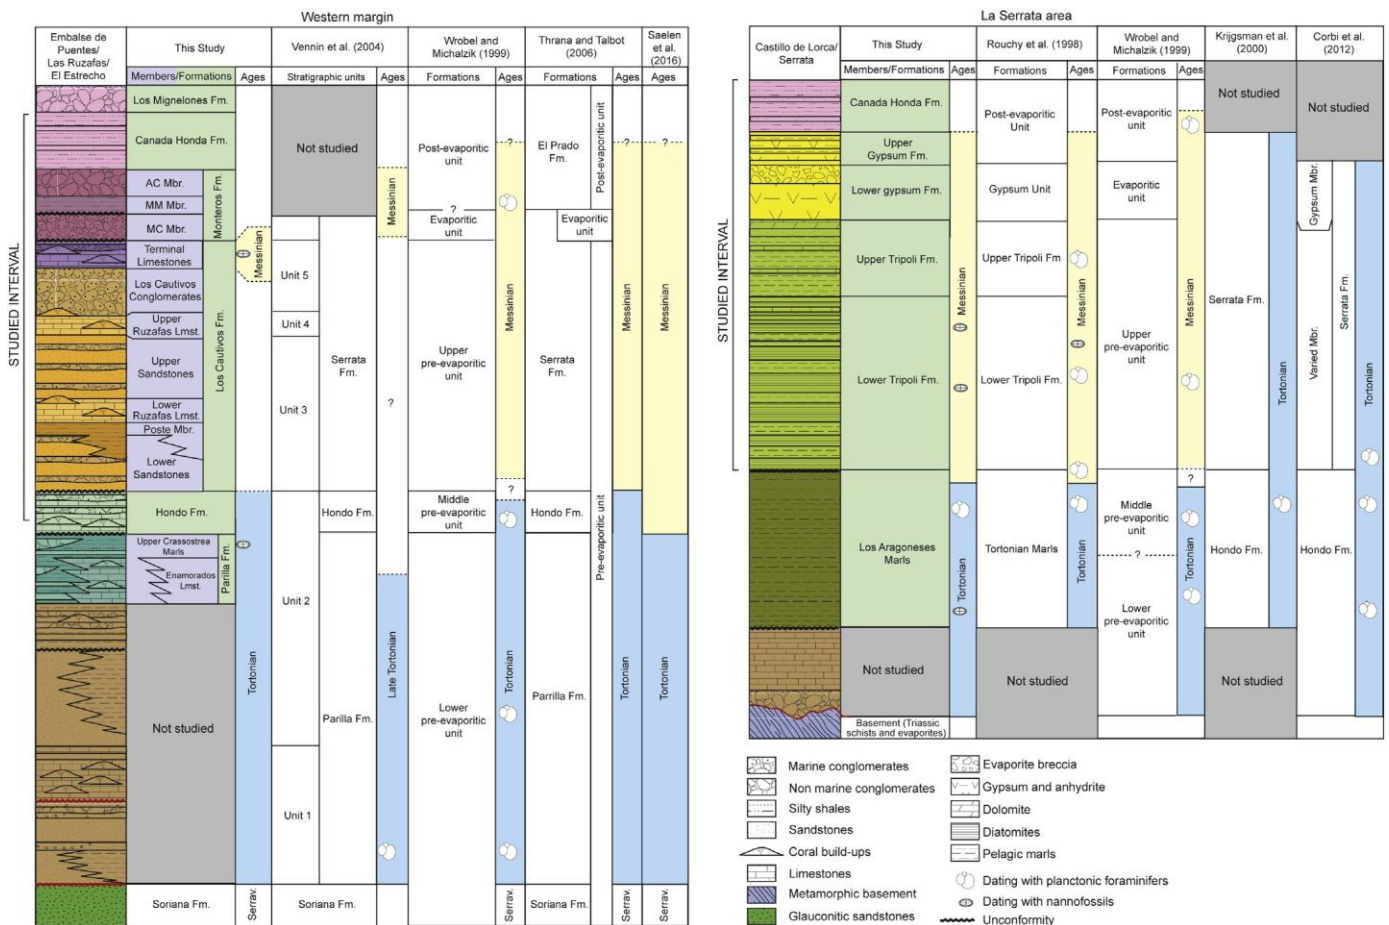 Western margin
Embalse de
Puentes/
Las Ruzafas/
El Estrecho
This Study
Vennin et al. (2004)
Wrobel and
Michalzik (1999)
Thrana and Talbot
(2006)
Saelen
et al.
(2016)
Members/Formations
Ages
Stratigraphic units
Ages
Formations
Ages
Formations
Ages
Ages
STUDIED INTERVAL
Los Mignelones Fm.
Canada Honda Fm.
AC Mbr.
MM Mbr.
MC Mbr.
Monteros Fm.
Terminal
Limestones
Los Cautivos
Conglomerates
Upper
Ruzafas Lmst.
Upper
Sandstones
Lower
Ruzafas Lmst.
Poste Mbr.
Lower
Sandstones
Los Cautivos Fm.
Hondo Fm.
Upper Crassostrea
Marls
Enamorados
Lmst.
Parilla Fm.
Not studied
Soriana Fm.
Messinian
Tortonian
Serrav.
Not studied
Unit 5
Unit 4
Unit 3
Unit 2
Unit 1
Serrata
Fm.
Hondo Fm.
Parilla Fm.
Soriana Fm.
Messinian
?
Late Tortonian
Post-evaporitic
unit
?
Evaporitic
unit
Upper
pre-evaporitic
unit
Middle
pre-evaporitic
unit
Lower
pre-evaporitic
unit
?
Messinian
?
Tortonian
Serrav.
El Prado
Fm.
Post-evaporitic unit
Evaporitic
unit
Serrata
Fm.
Hondo Fm.
Pre-evaporitic unit
Parrilla Fm.
Soriana Fm.
?
Messinian
Tortonian
Serrav.
?
Messinian
Tortonian
Serrav.
La Serrata area
Castillo de Lorca/
Serrata
This Study
Rouchy et al. (1998)
Wrobel and
Michalzik (1999)
Krijgsman et al.
(2000)
Corbi et al.
(2012)
Members/Formations
Ages
Formations
Ages
Formations
Ages
STUDIED INTERVAL
Canada Honda Fm.
Upper
Gypsum Fm.
Lower gypsum Fm.
Upper Tripoli Fm.
Lower Tripoli Fm.
Los Aragoneses
Marls
Not studied
Basement (Triassic
schists and evaporites)
Messinian
Tortonian
Post-evaporitic
Unit
Gypsum Unit
Upper Tripoli Fm
Lower Tripoli Fm.
Tortonian Marls
Not studied
Messinian
Tortonian
Post-evaporitic
unit
Evaporitic
unit
Upper
pre-evaporitic
unit
Middle
pre-evaporitic
unit
?
Lower
pre-evaporitic
unit
Messinian
?
Tortonian
Not studied
Serrata Fm.
Hondo Fm.
Not studied
Tortonian
Not studied
Gypsum Mbr.
Varied Mbr.
Serrata Fm.
Hondo Fm.
Tortonian
Marine conglomerates
Non marine conglomerates
Silty shales
Sandstones
Coral build-ups
Limestones
Metamorphic basement
Glauconitic sandstones
Evaporite breccia
Gypsum and anhydrite
Dolomite
Diatomites
Pelagic marls
Dating with planctonic foraminifers
Dating with nannofossils
Unconformity